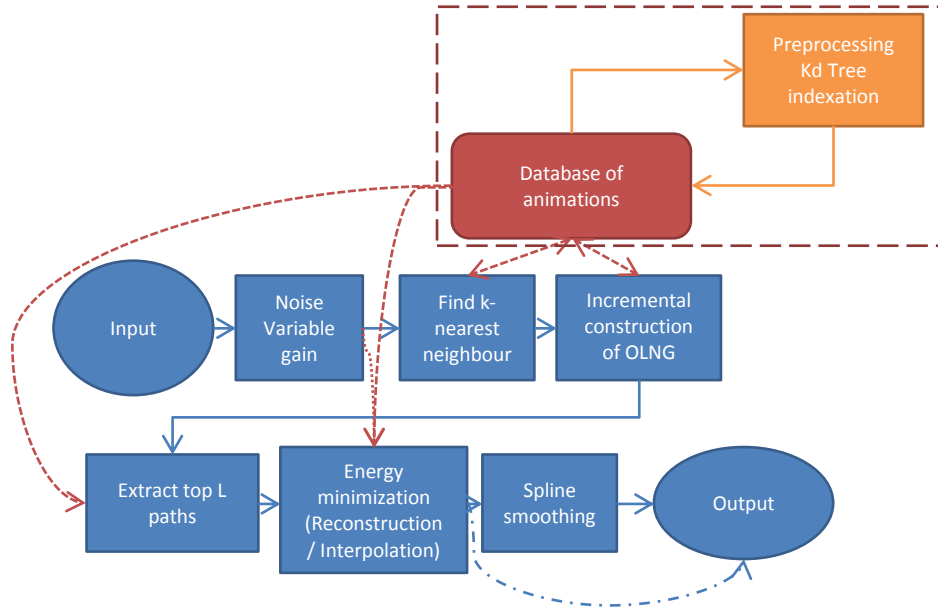 Preprocessing
Kd Tree
indexation
Database of
animations
Input
Noise
Variable
gain
Find k-
nearest
neighbour
Incremental
construction
of OLNG
Extract top L
paths
Energy
minimization
(Reconstruction
/ Interpolation)
Spline
smoothing
Output